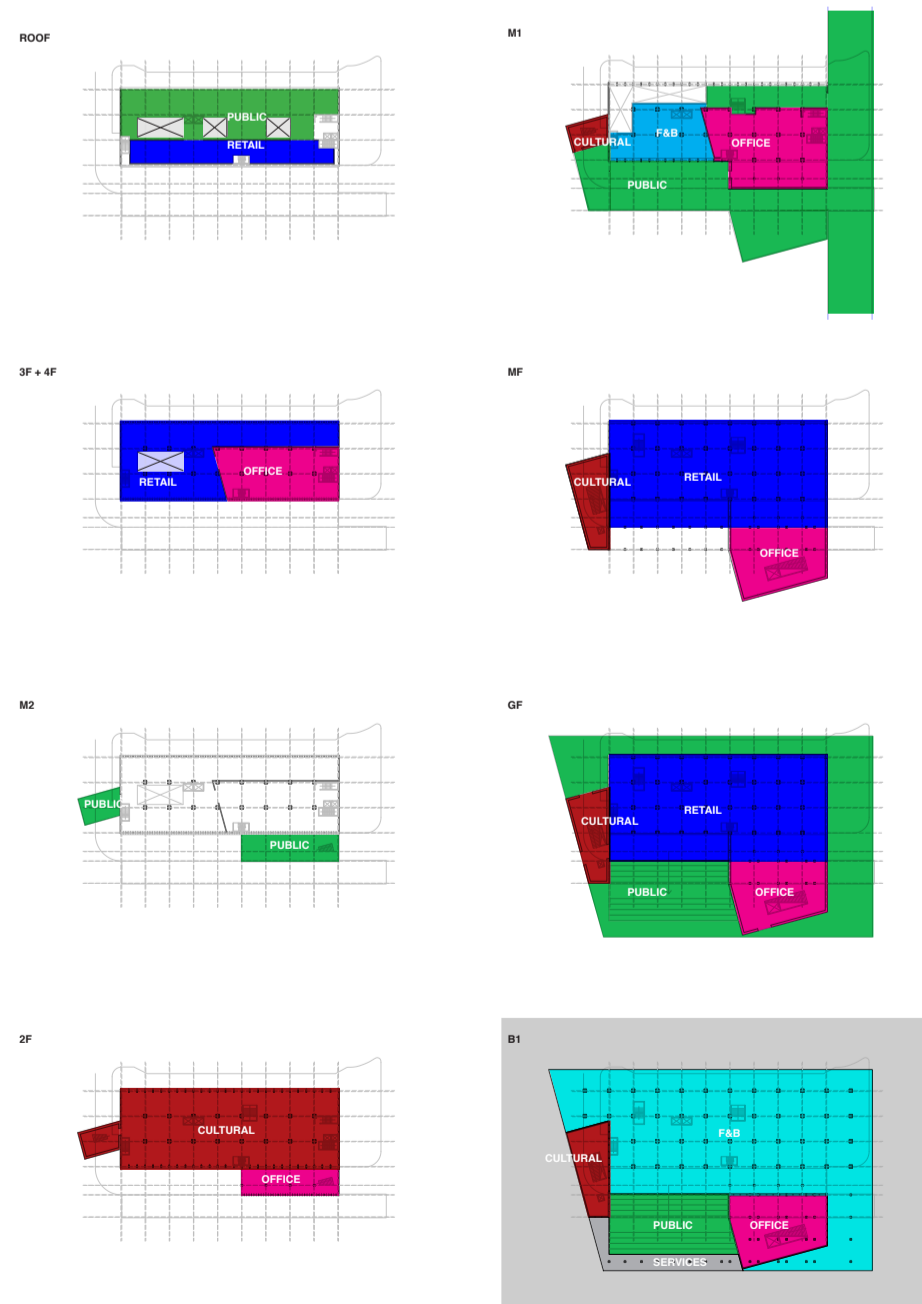 ROOF
PUBLIC
RETAIL
M1
CULTURAL
F&B
OFFICE
PUBLIC
3F + 4F
RETAIL
OFFICE
MF
CULTURAL
RETAIL
OFFICE
M2
PUBLIC
PUBLIC
GF
CULTURAL
RETAIL
PUBLIC
OFFICE
2F
CULTURAL
OFFICE
B1
F&B
CULTURAL
PUBLIC
OFFICE
SERVICES